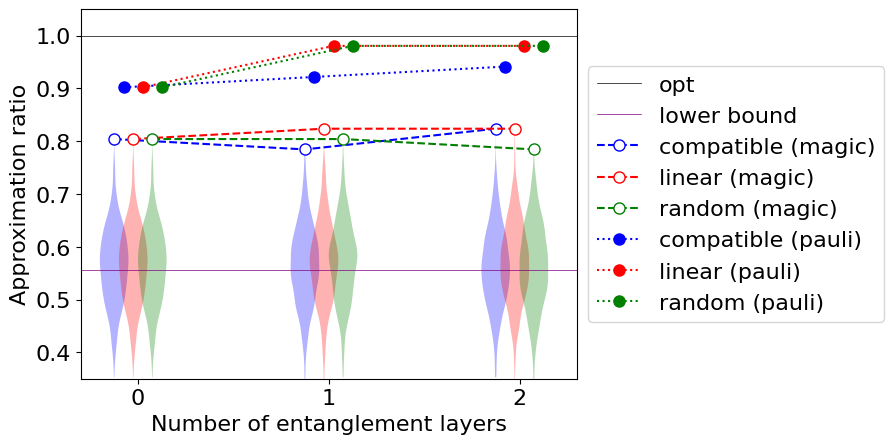 1.0
0.9
0.8
0.7
0.6
0.5
0.4
Approximation ratio
0 1 2
Number of entanglement layers
opt
lower bound
compatible (magic)
linear (magic)
random (magic)
compatible (pauli)
linear (pauli)
random (pauli)